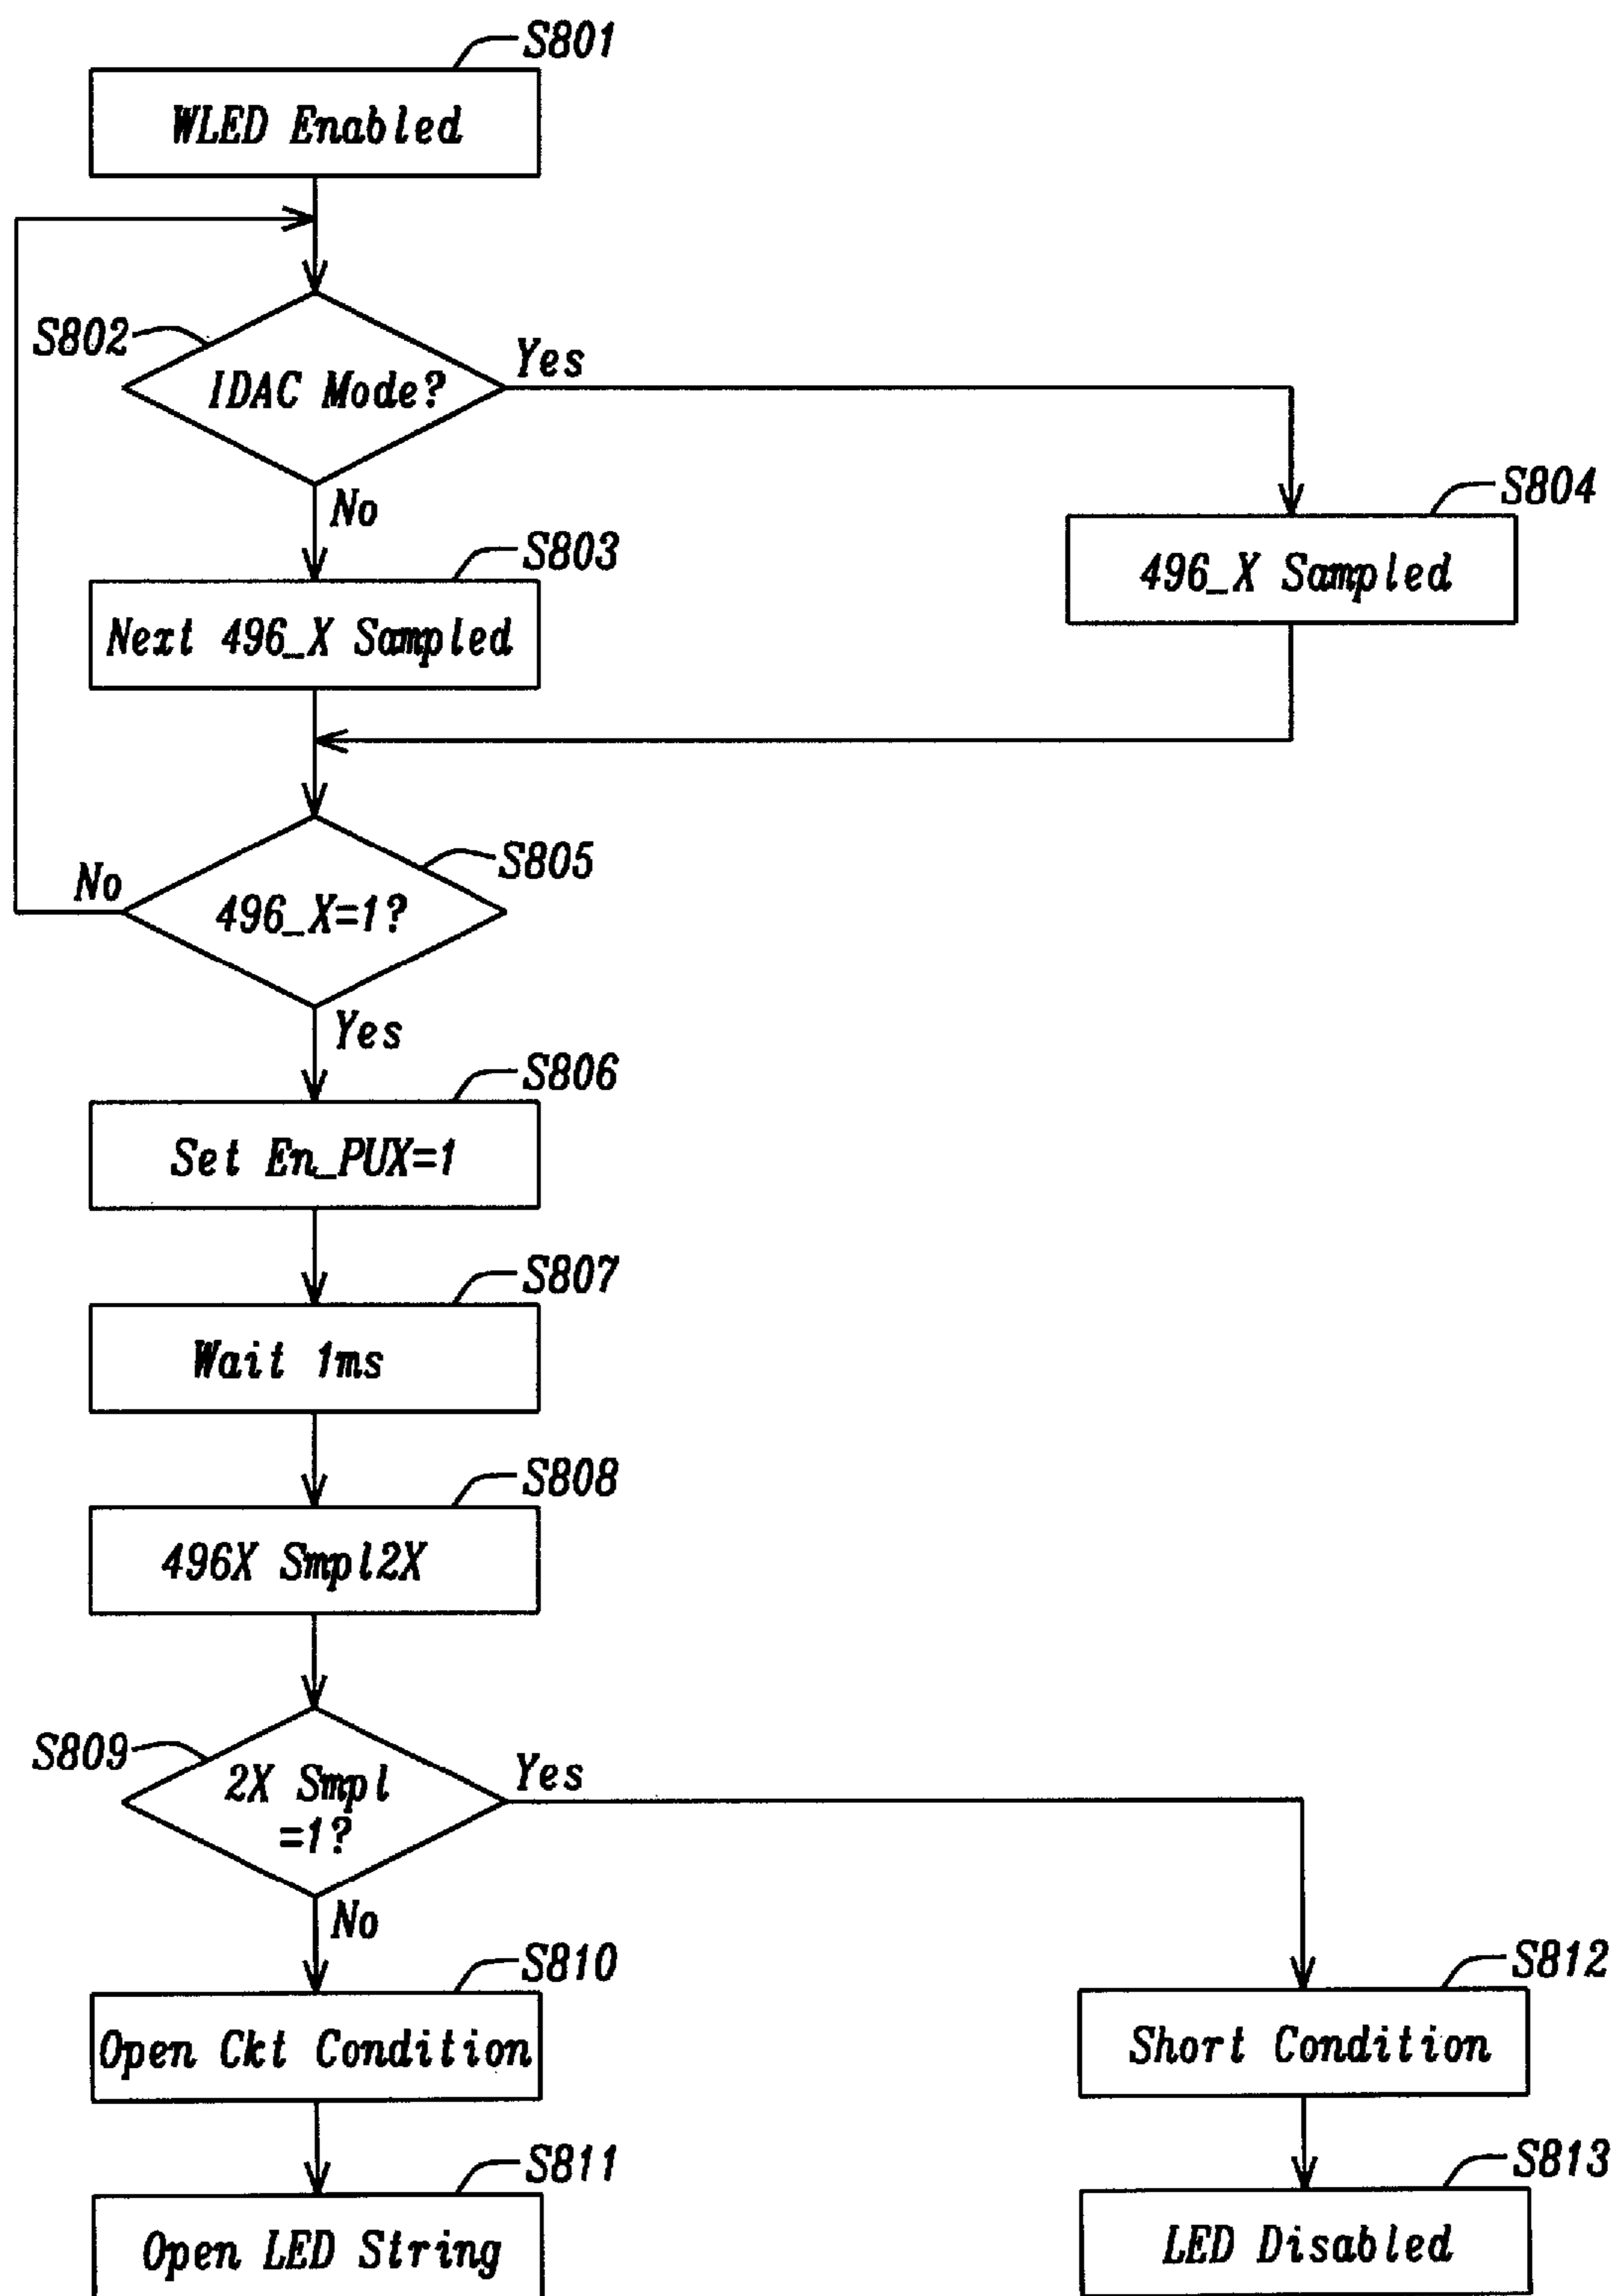 S801
WLED Enabled
S802
IDAC Mode?
Yes
No
S804
496_X Sampled
S803
Next 496_X Sampled
S805
No
496_X=1?
Yes
S806
Set En_PUX=1
S807
Wait 1ms
S808
496X Smpl2X
S809
2X Smpl
=1?
Yes
No
S810
Open Ckt Condition
S812
Short Condition
S811
Open LED String
S813
LED Disabled